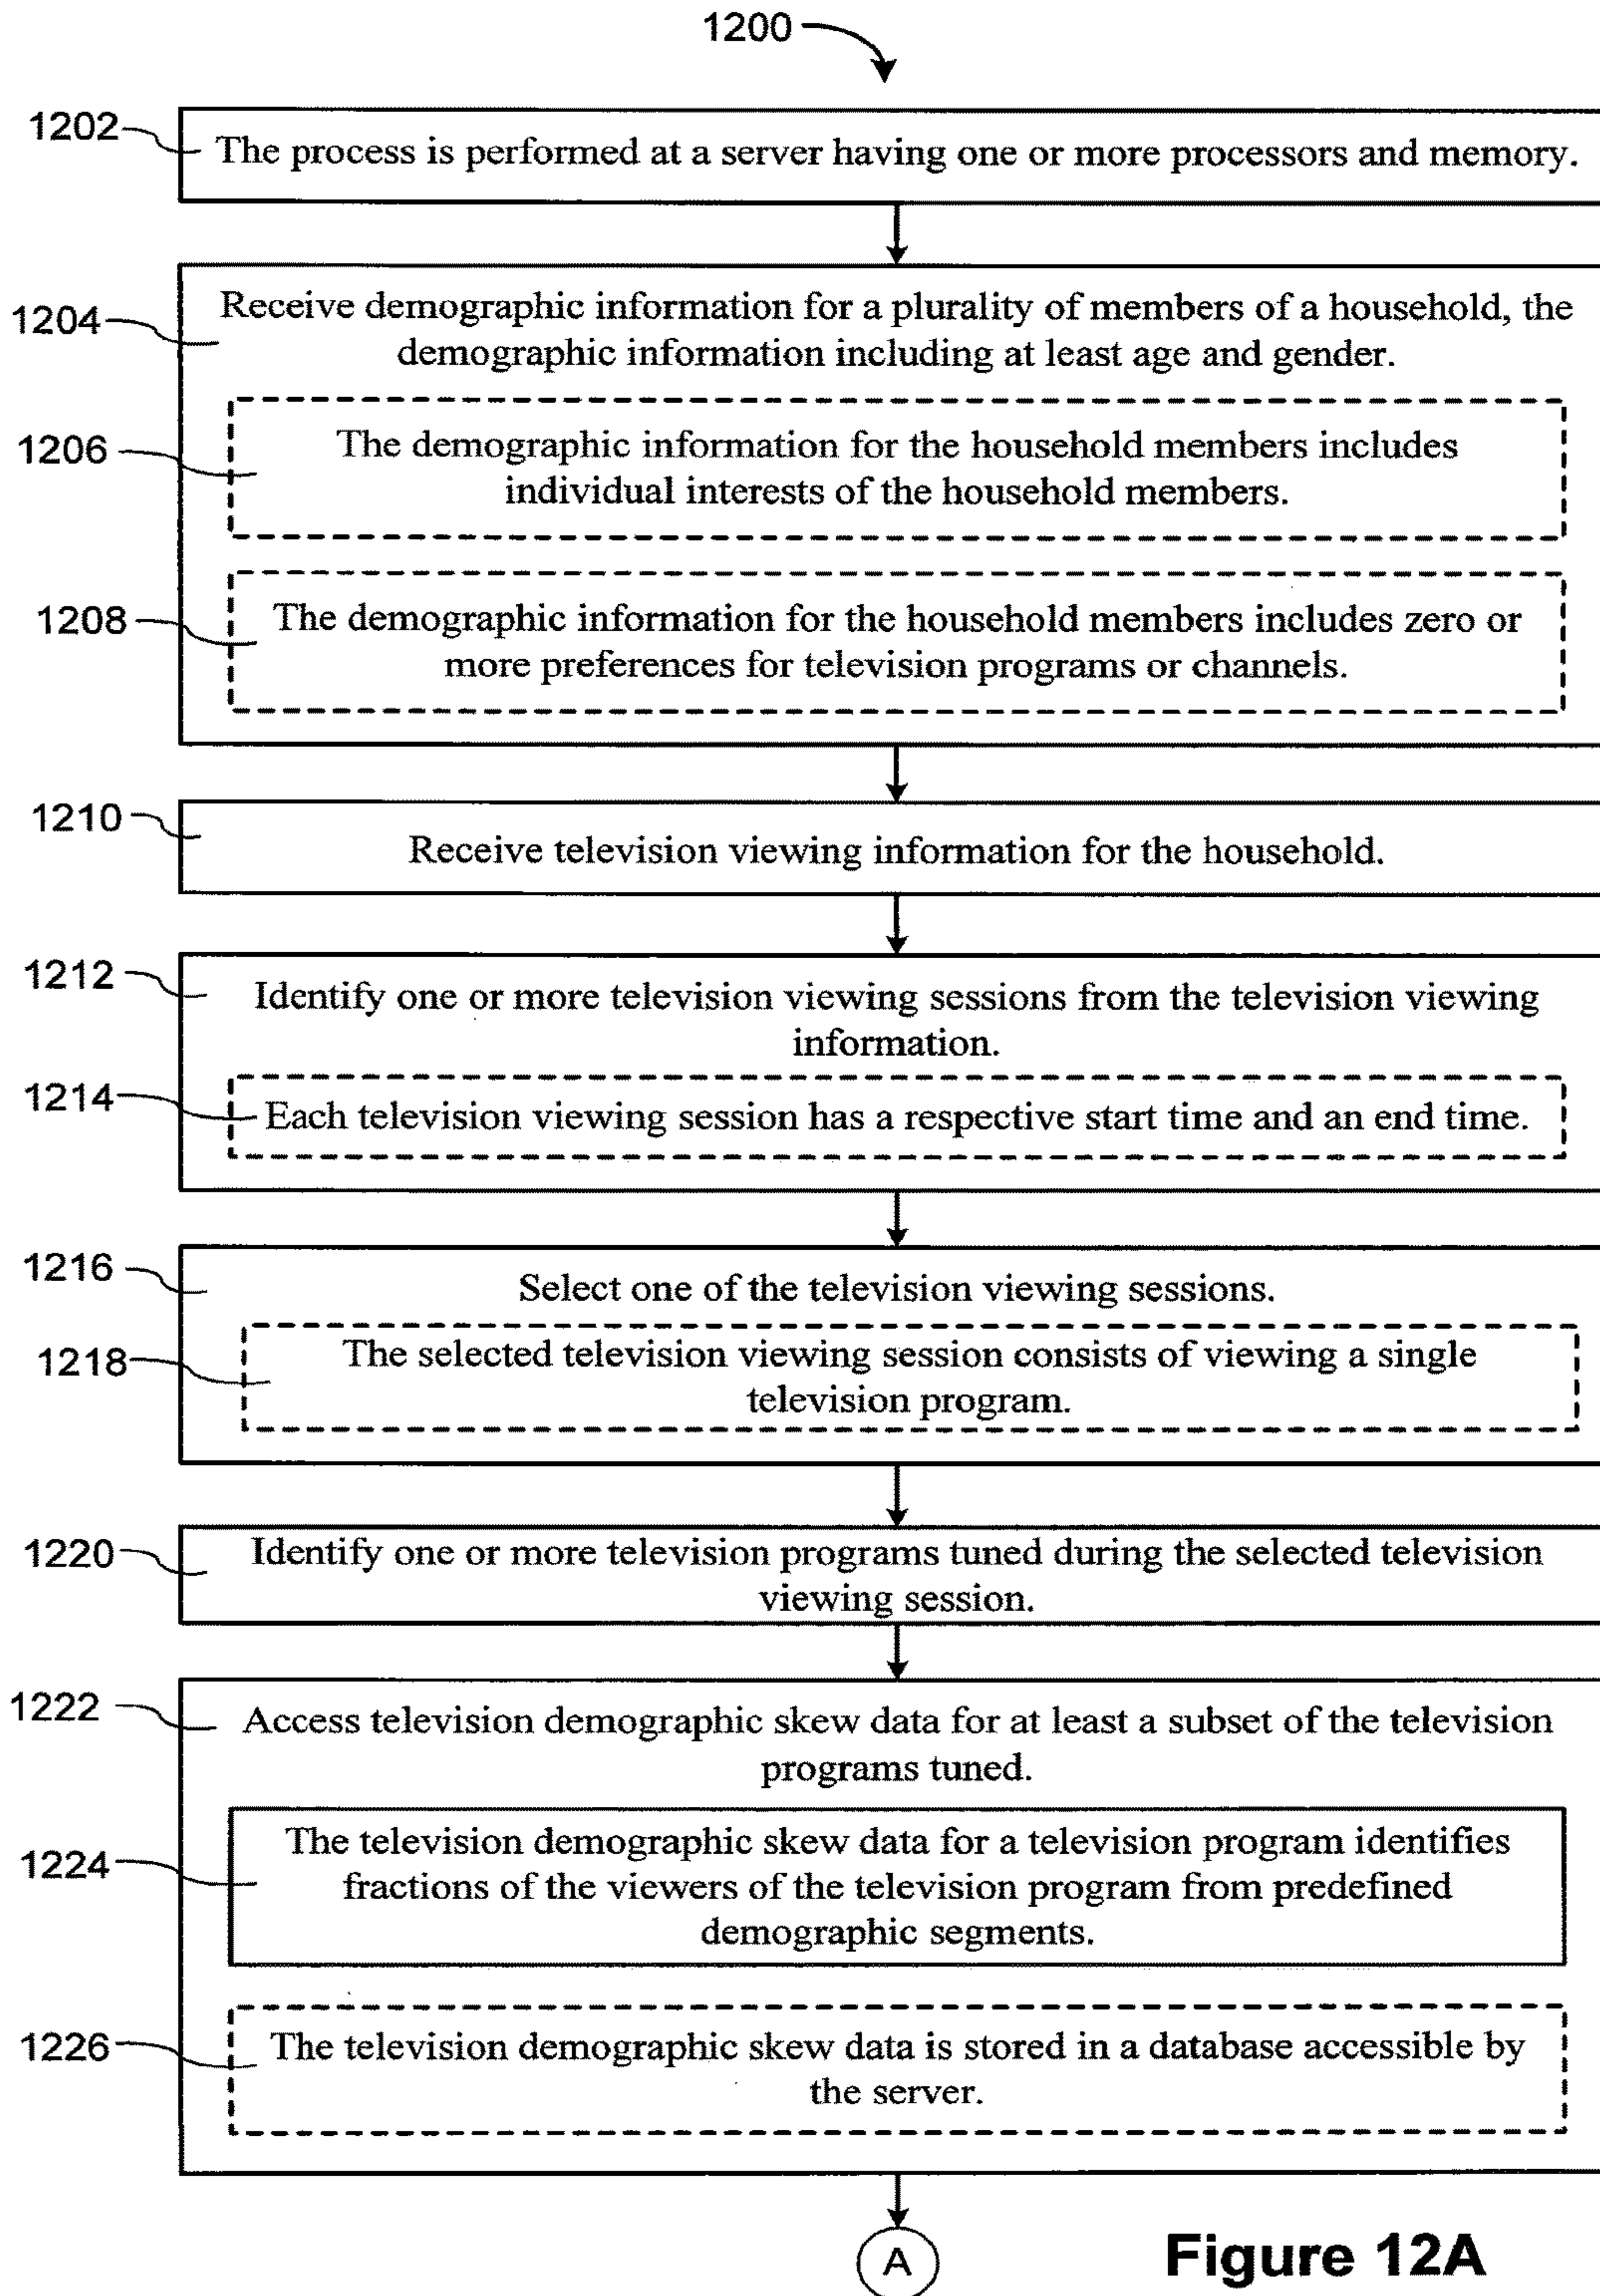 1200
1202
The process is performed at a server having one or more processors and memory.
1204
Receive demographic information for a plurality of members of a household, the
demographic information including at least age and gender.
1206
The demographic information for the household members includes
individual interests of the household members.
1208
The demographic information for the household members includes zero or
more preferences for television programs or channels.
1210
Receive television viewing information for the household.
1212
Identify one or more television viewing sessions from the television viewing
information.
1214
Each television viewing session has a respective start time and an end time.
1216
Select one of the television viewing sessions.
1218
The selected television viewing session consists of viewing a single
television program.
1220
Identify one or more television programs tuned during the selected television
viewing session.
1222
Access television demographic skew data for at least a subset of the television
programs tuned.
1224
The television demographic skew data for a television program identifies
fractions of the viewers of the television program from predefined
demographic segments.
1226
The television demographic skew data is stored in a database accessible by
the server.
A
Figure 12A